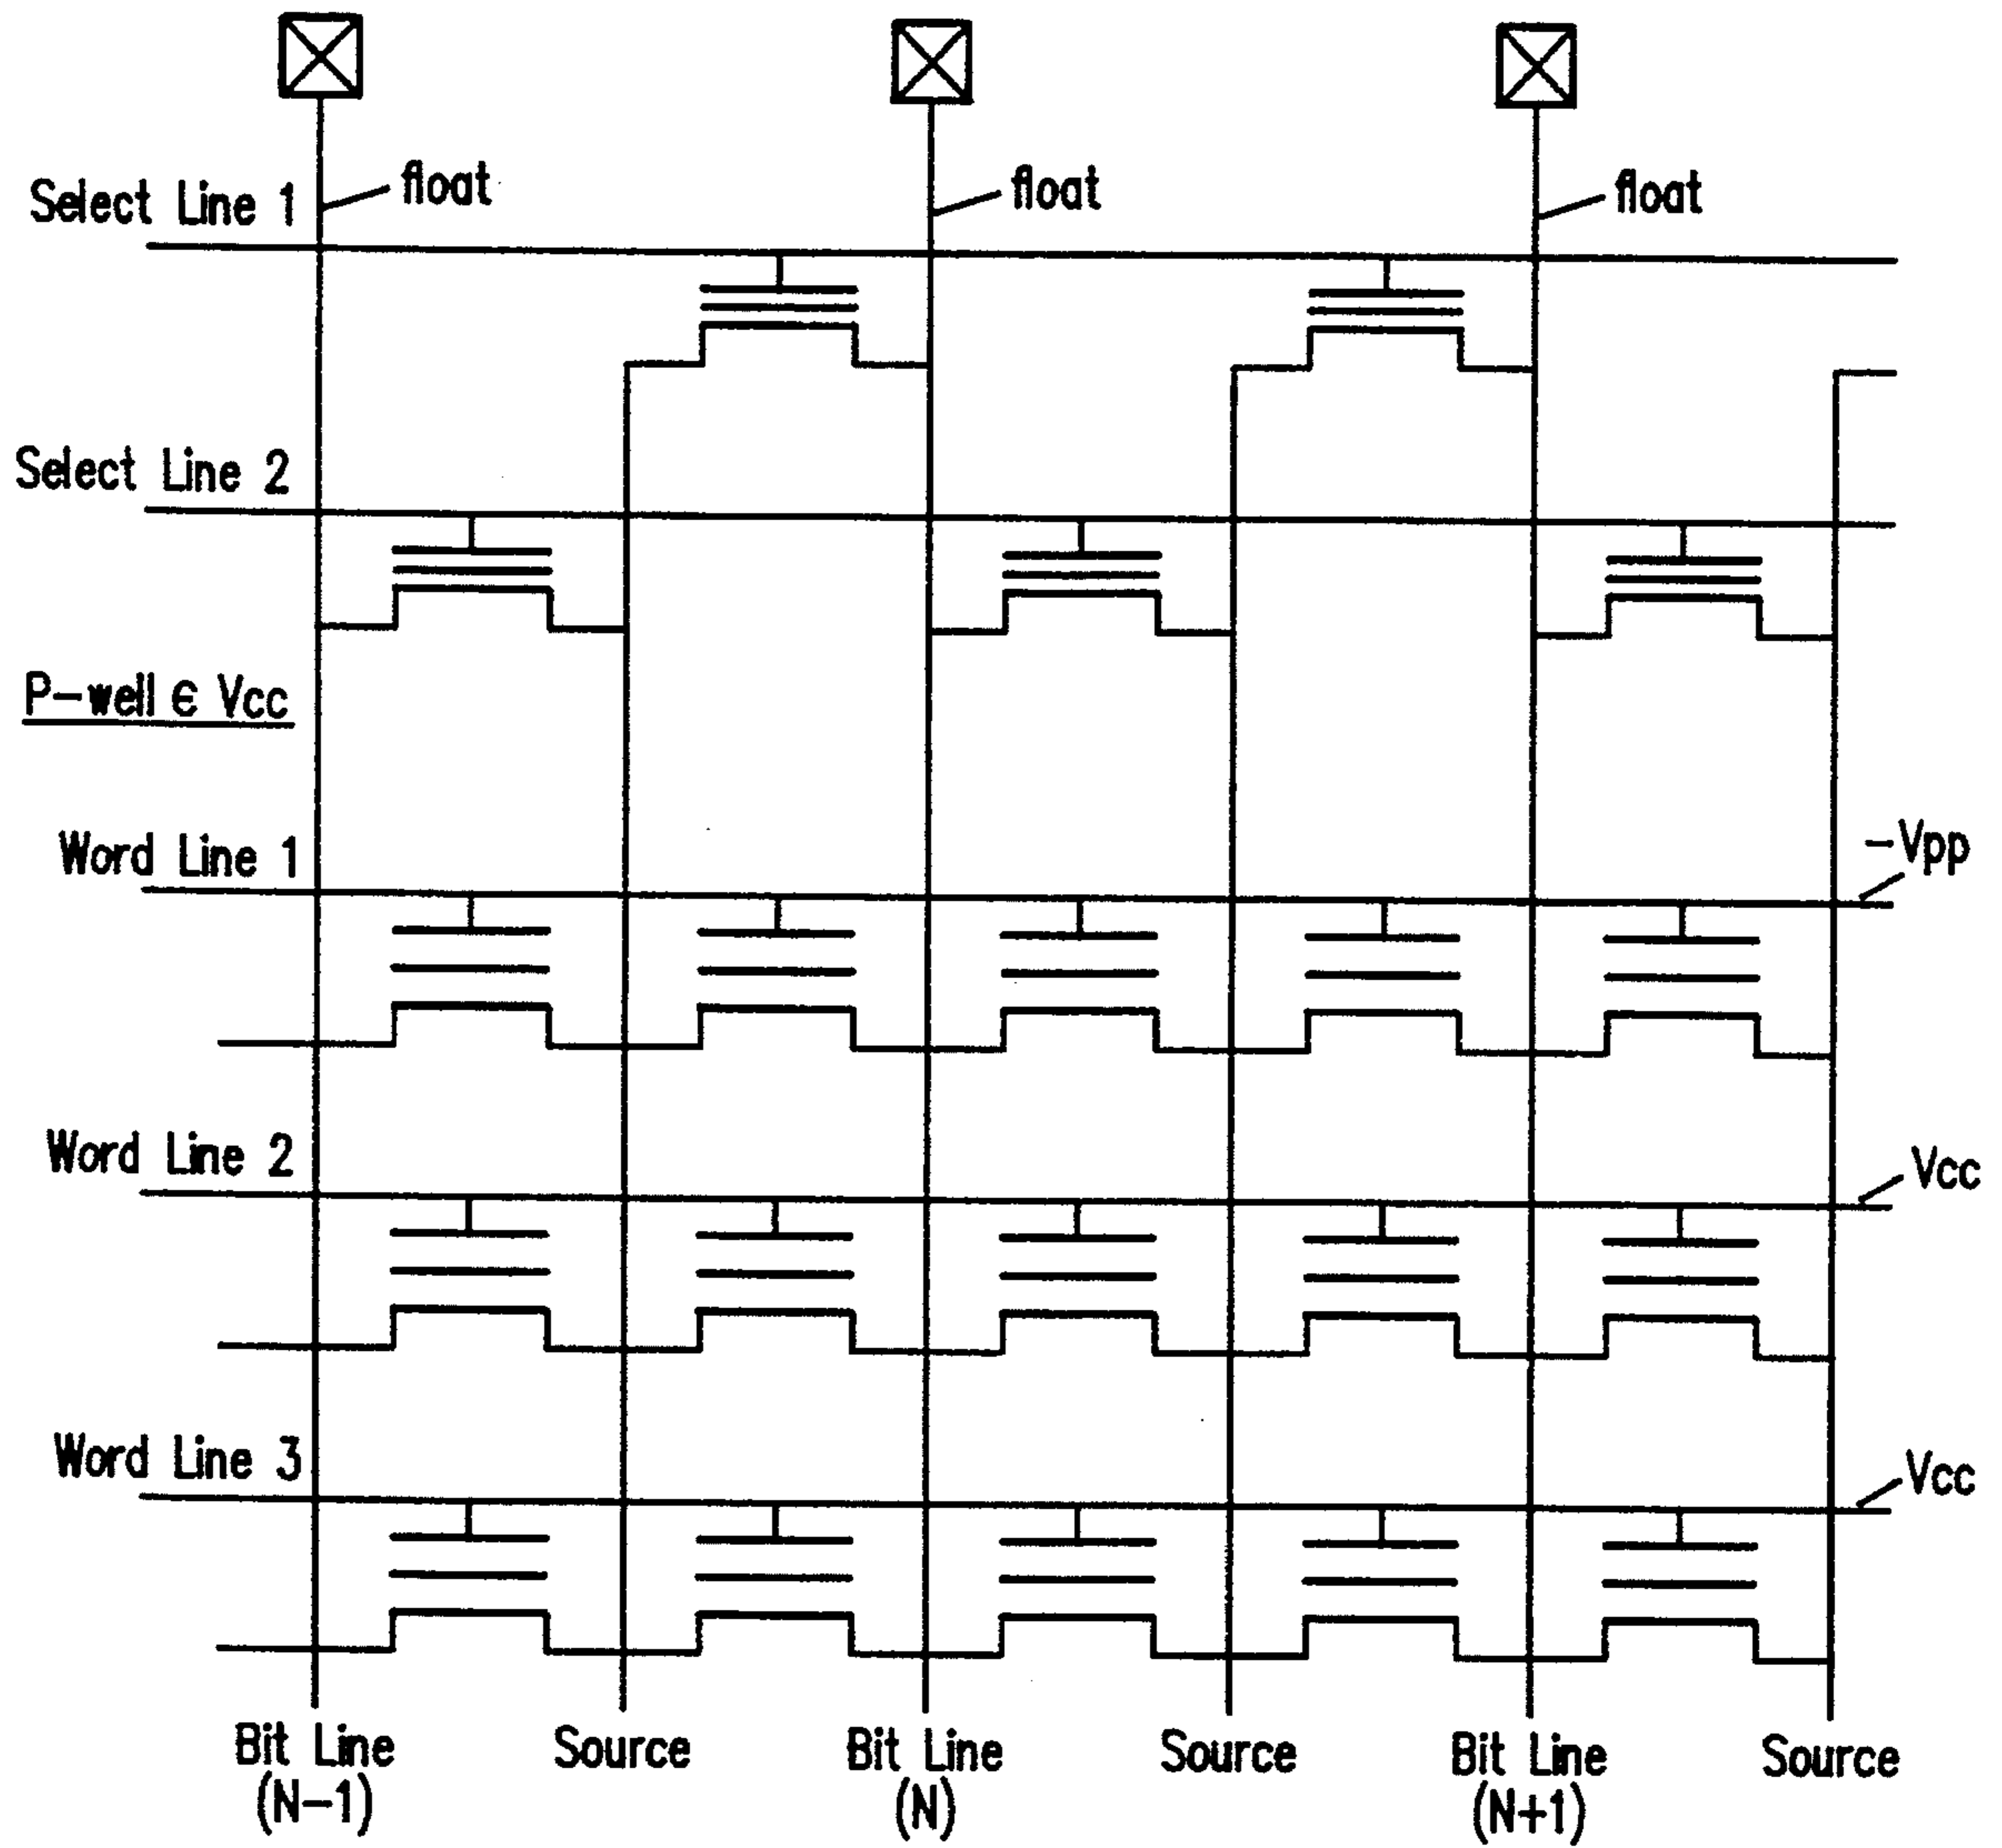 float
float
float
Select Line 1
Select Line 2
P-well Є Vcc
Word Line 1
-Vpp
Word Line 2
Vcc
Word Line 3
Vcc
Bit Line
(N-1)
Source
Bit Line
(N)
Source
Bit Line
(N+1)
Source